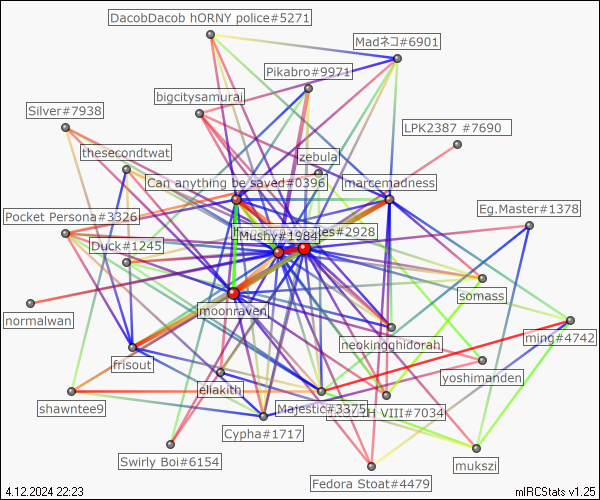 DacobDacob hORNY police#5271
Madネコ#6901
Pikabro#9971
bigcitysamurai
Silver#7938
LPK2387 #7690
thesecondtwat
zebula
Can anything be saved#0396
marcemadness
Pocket Persona#3326
Eg.Master#1378
Mushy#1984
es#2928
Duck#1245
somass
moonraven
normalwan
neokingghidorah
ming#4742
frisout
yoshimanden
eliakith
shawntee9
Majestic#3375
TH VIII#7034
Cypha#1717
Swirly Boi#6154
mukszi
Fedora Stoat#4479
4.12.2024 22:23
mIRCStats v1.25